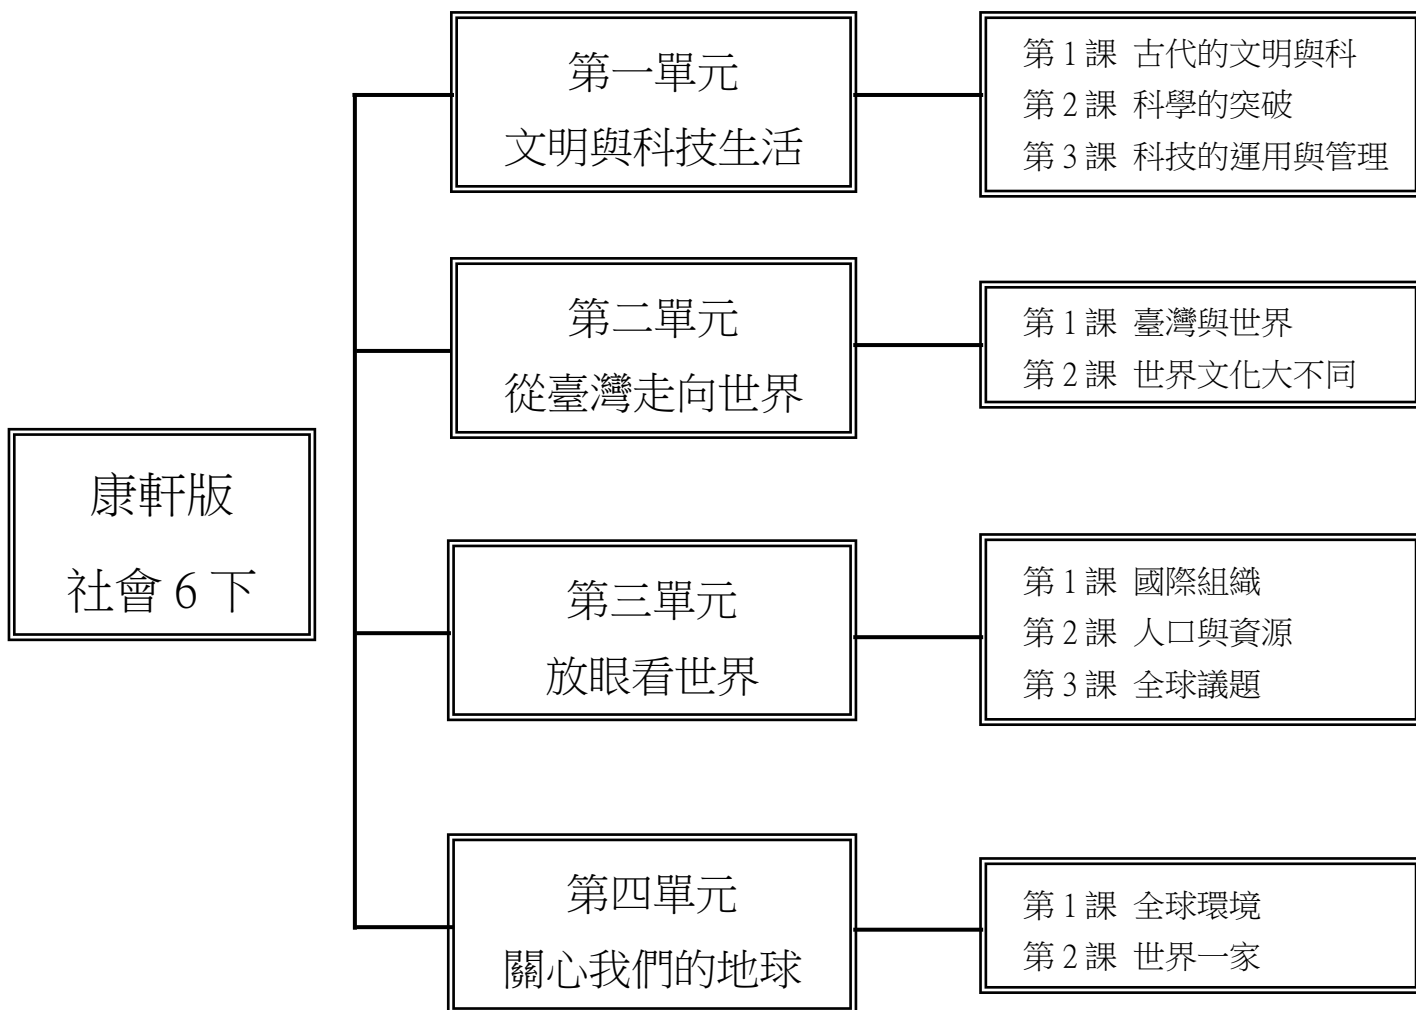 康軒版
社會6下
第一單元
文明與科技生活
第1課 古代的文明與科
第2課 科學的突破
第3課 科技的運用與管理
第二單元
從臺灣走向世界
第1課 臺灣與世界
第2課 世界文化大不同
第三單元
放眼看世界
第1課 國際組織
第2課 人口與資源
第3課 全球議題
第四單元
關心我們的地球
第1課 全球環境
第2課 世界一家